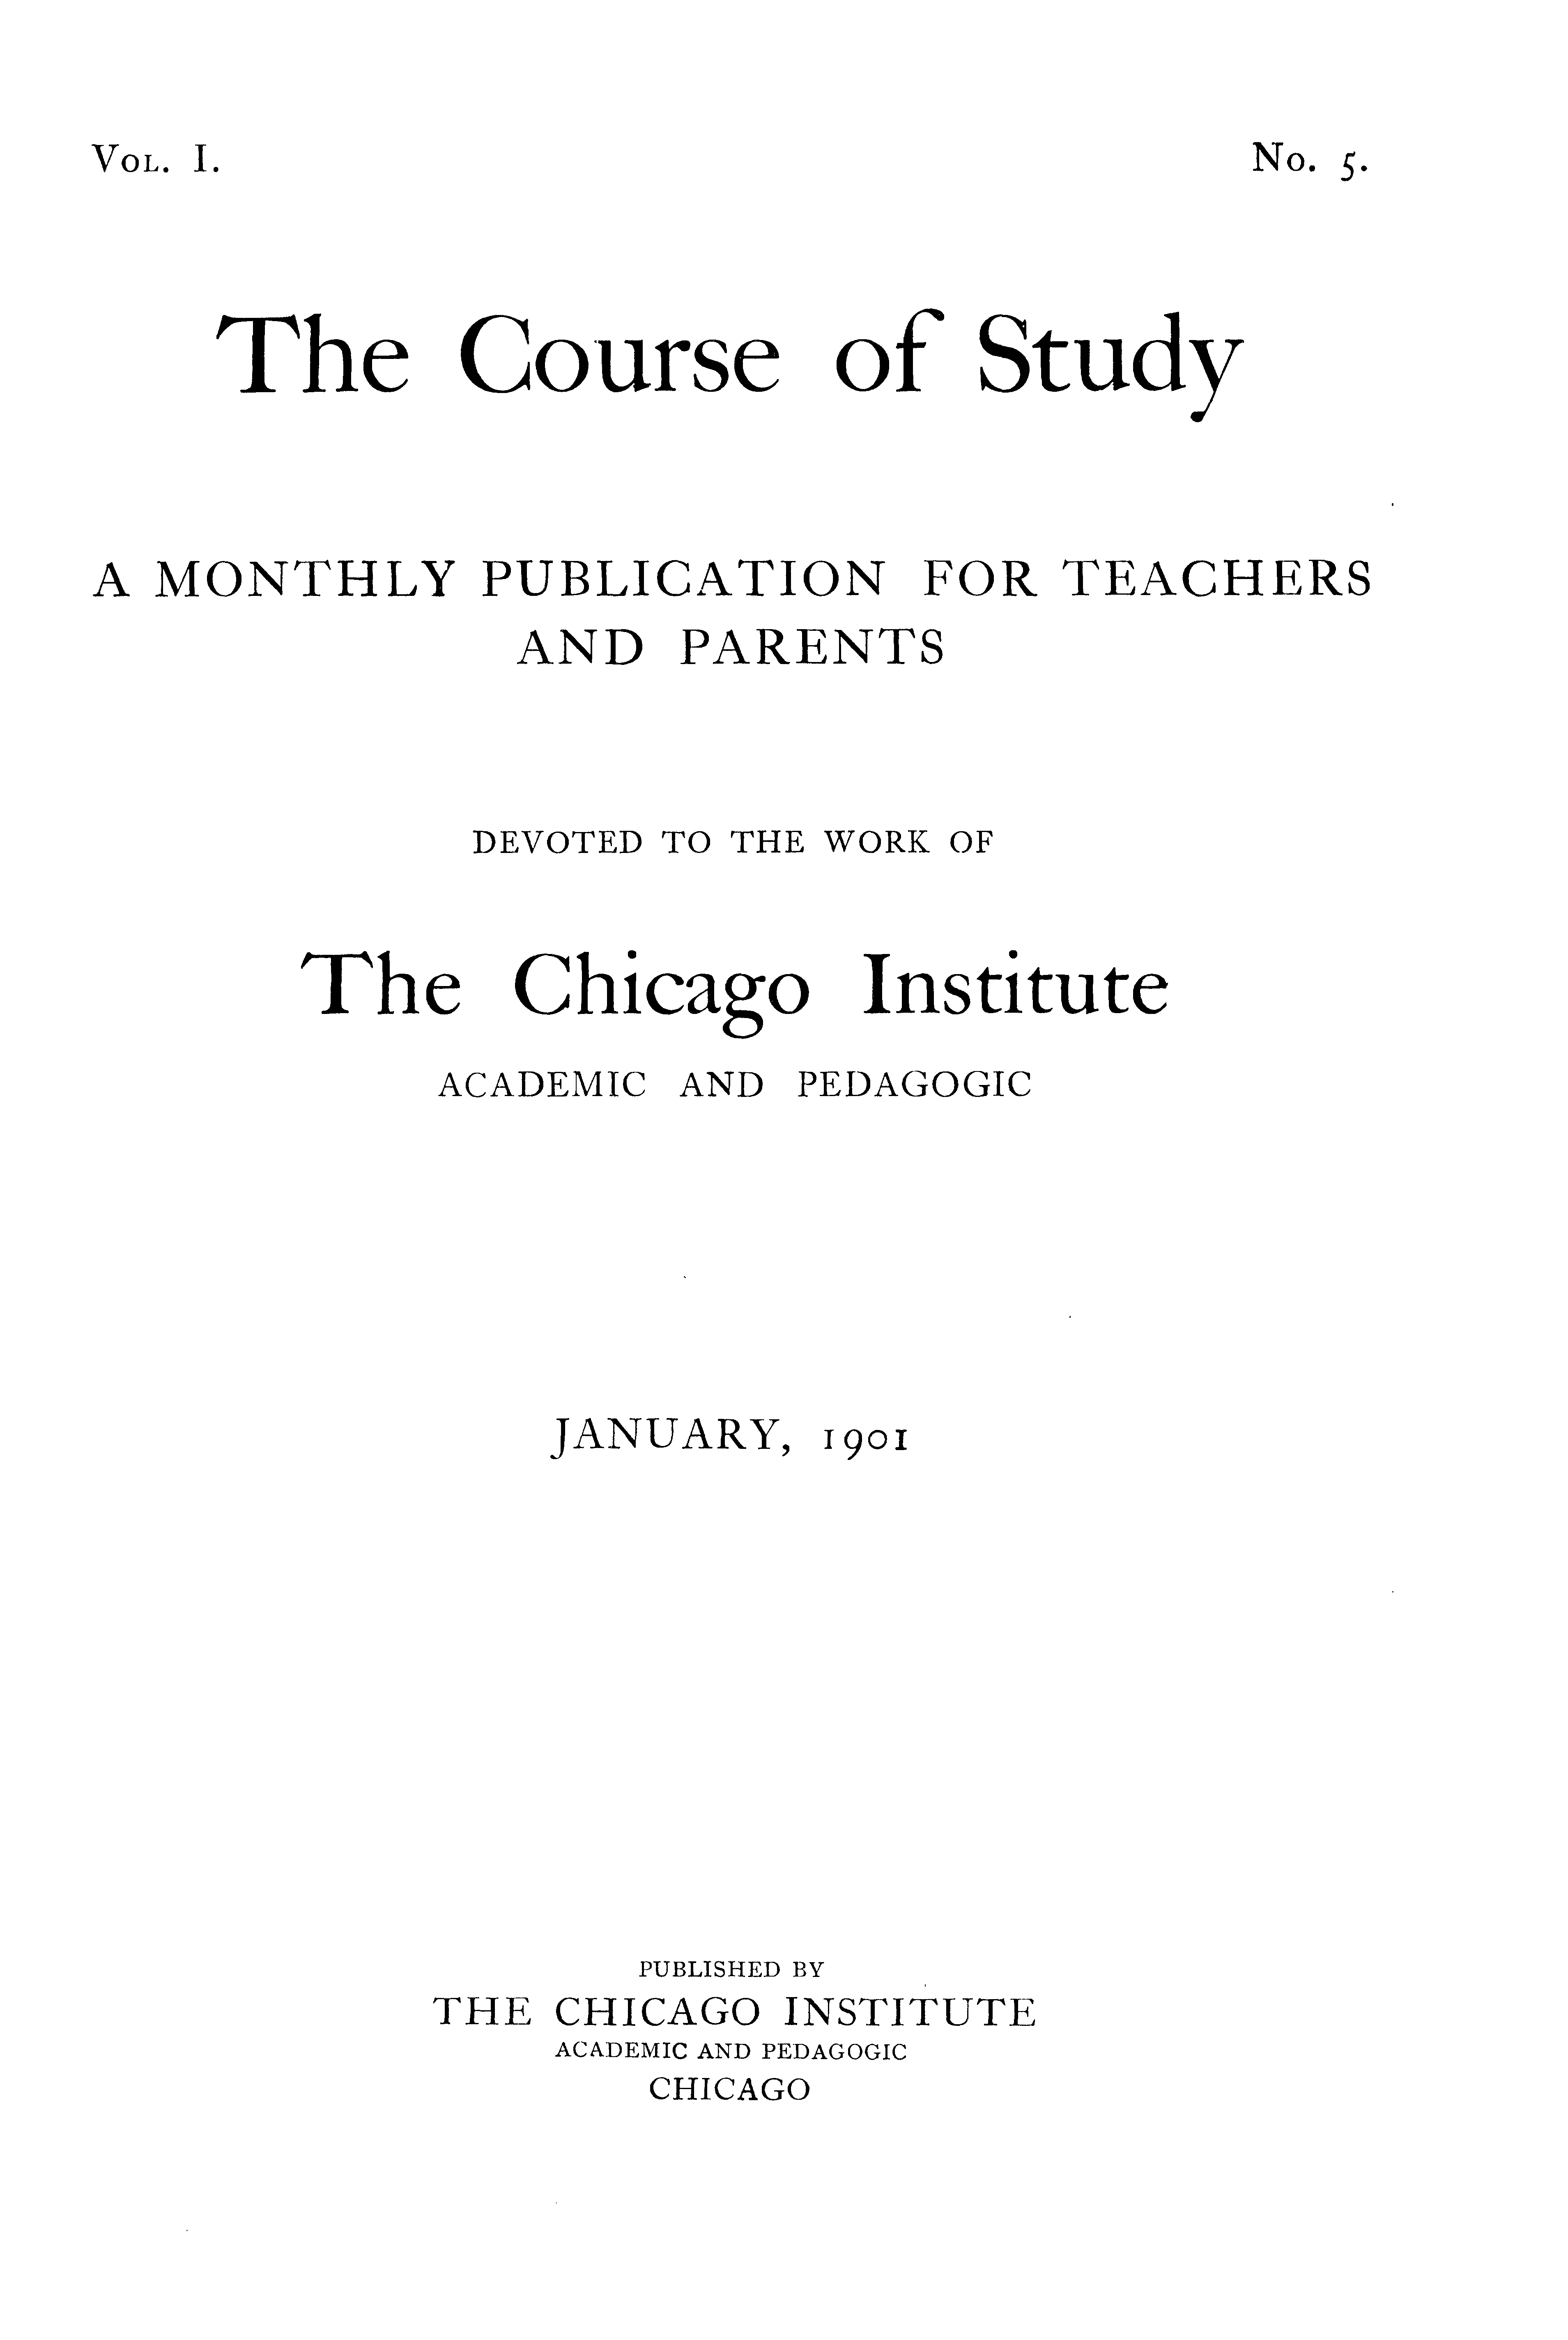 Vol. I. No. 5.
The Course of Study
A MONTHLY PUBLICATION FOR TEACHERS
AND PARENTS
DEVOTED TO THE WORK OF
The Chicago Institute
ACADEMIC AND PEDAGOGIC
JANUARY, 1901
PUBLISHED BY
THE CHICAGO INSTITUTE
ACADEMIC AND PEDAGOGIC
CHICAGO